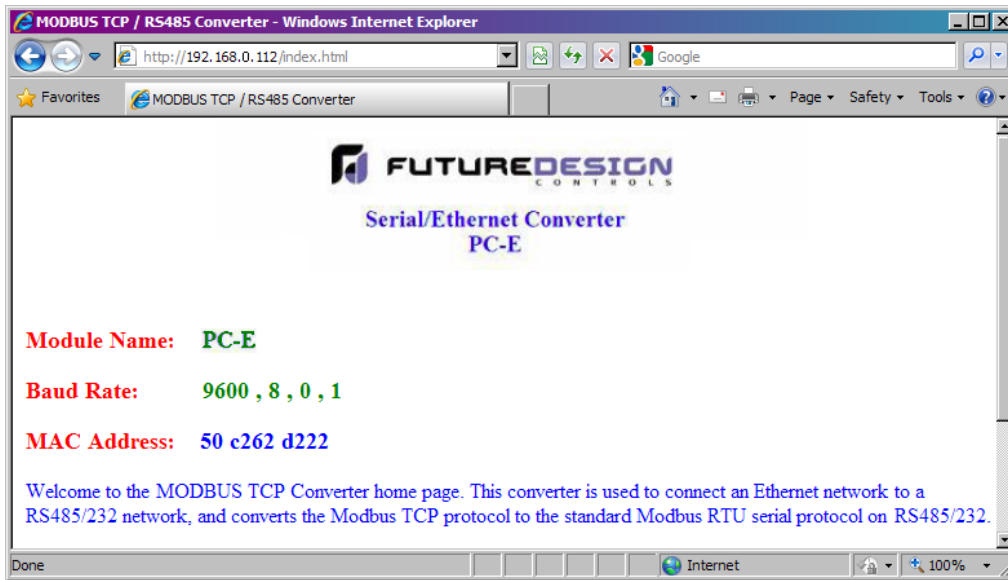 MODBUS TCP / RS485 Converter - Windows Internet Explorer
http://192.168.0.112/index.html
Google
Favorites
MODBUS TCP / RS485 Converter
Page
Safety
Tools
FUTUREDESIGN
CONTROLS
Serial/Ethernet Converter
PC-E
Module Name: PC-E
Baud Rate: 9600 , 8 , 0 , 1
MAC Address: 50 c262 d222
Welcome to the MODBUS TCP Converter home page. This converter is used to connect an Ethernet network to a
RS485/232 network, and converts the Modbus TCP protocol to the standard Modbus RTU serial protocol on RS485/232.
Done
Internet
100%